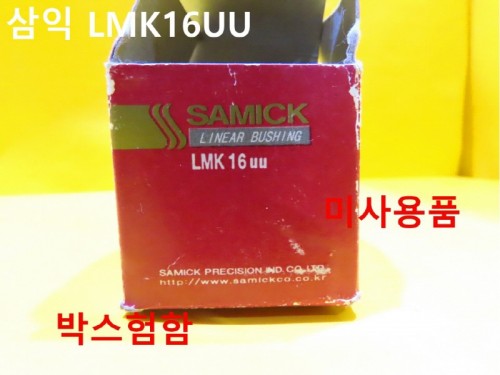 삼익 LMK16UU
SAMICK
LINEAR BUSHING
LMK 16 uu
미사용품
SAMICK PRECISION IND. CO., LTD.
http://www.samickco.co.kr
박스험함